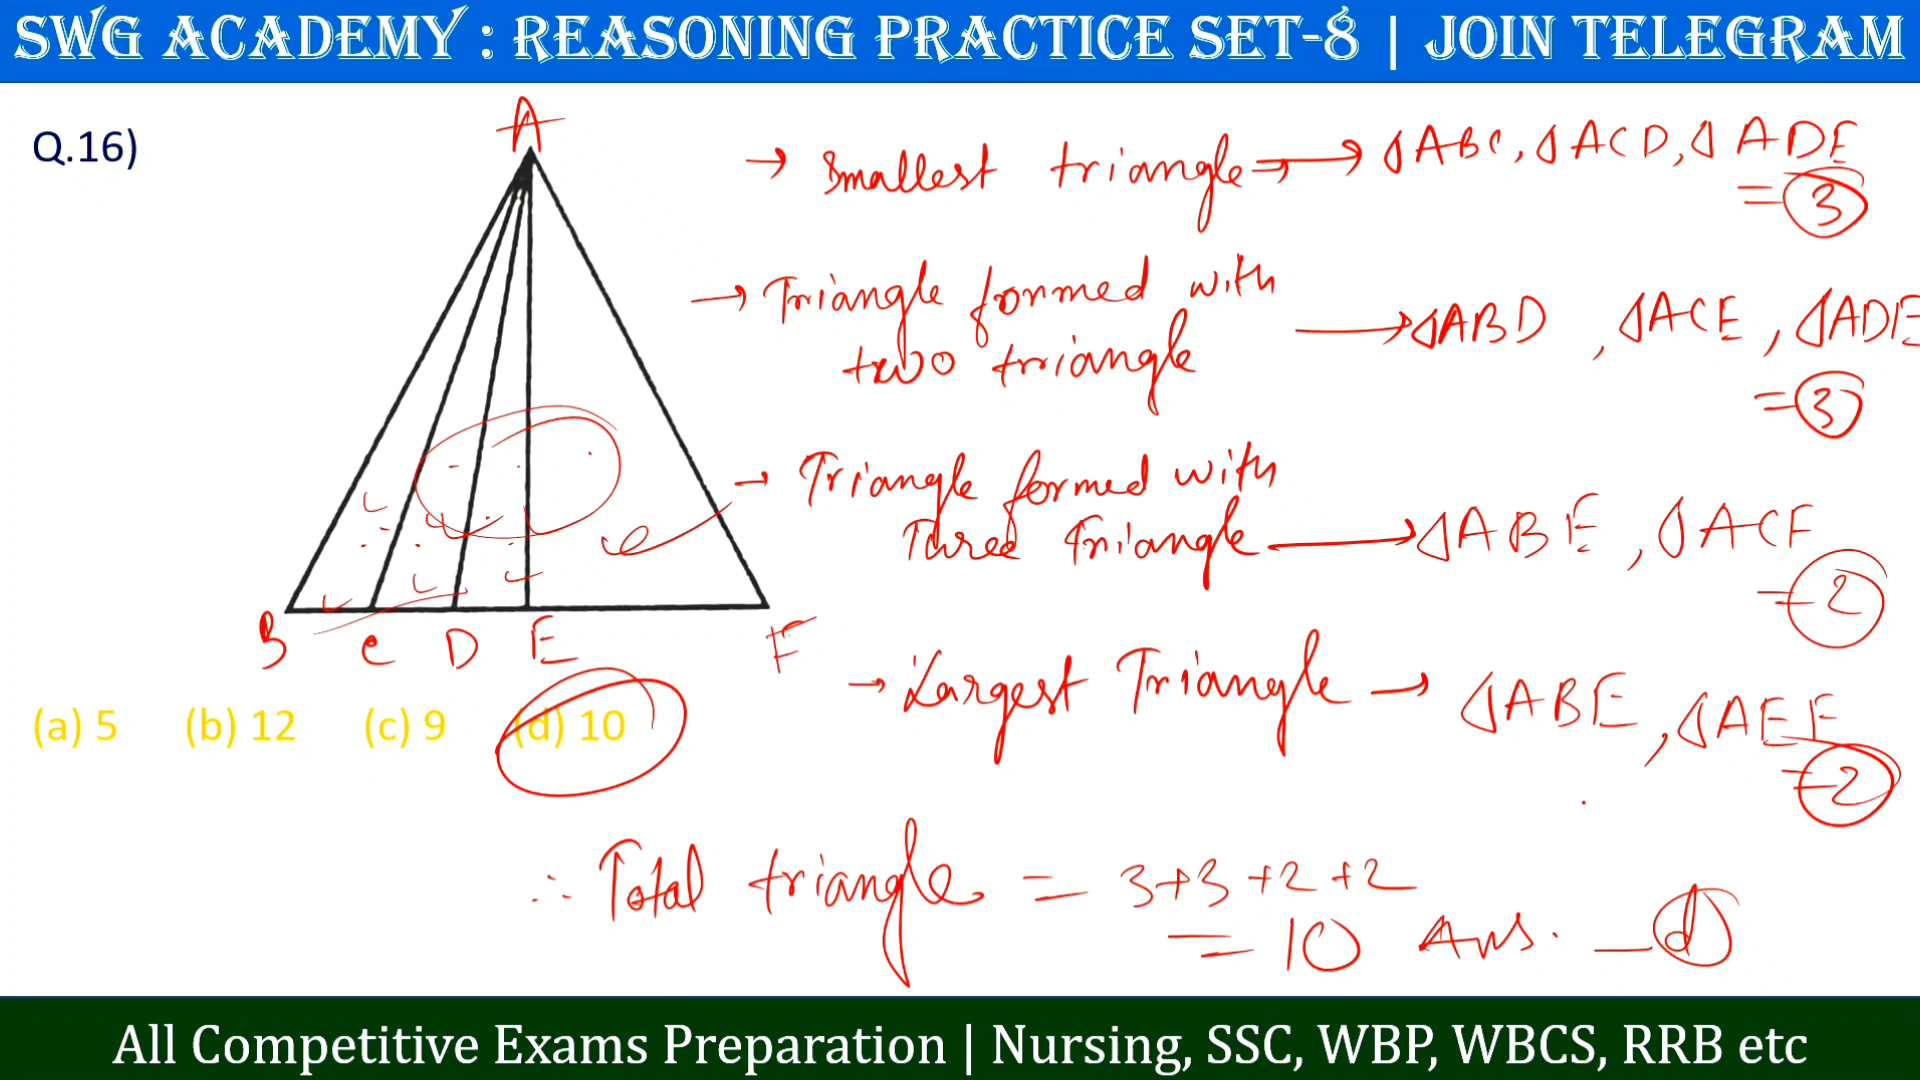 SWG ACADEMY : REASONING PRACTICE SET-8 | JOIN TELEGRAM
Q.16)
A
B C D E F
(a) 5 (b) 12 (c) 9 (d) 10
→ Smallest triangle → → ΔABC, ΔACD, ΔADE
= 3
→ Triangle formed with
two triangle → ΔABD, ΔACE, ΔADE
= 3
→ Triangle formed with
Three Triangle → ΔABE, ΔACF
= 2
→ Largest Triangle → ΔABE, ΔAEF
= 2
∴ Total triangle = 3+3+2+2
= 10 Ans. — d
All Competitive Exams Preparation | Nursing, SSC, WBP, WBCS, RRB etc